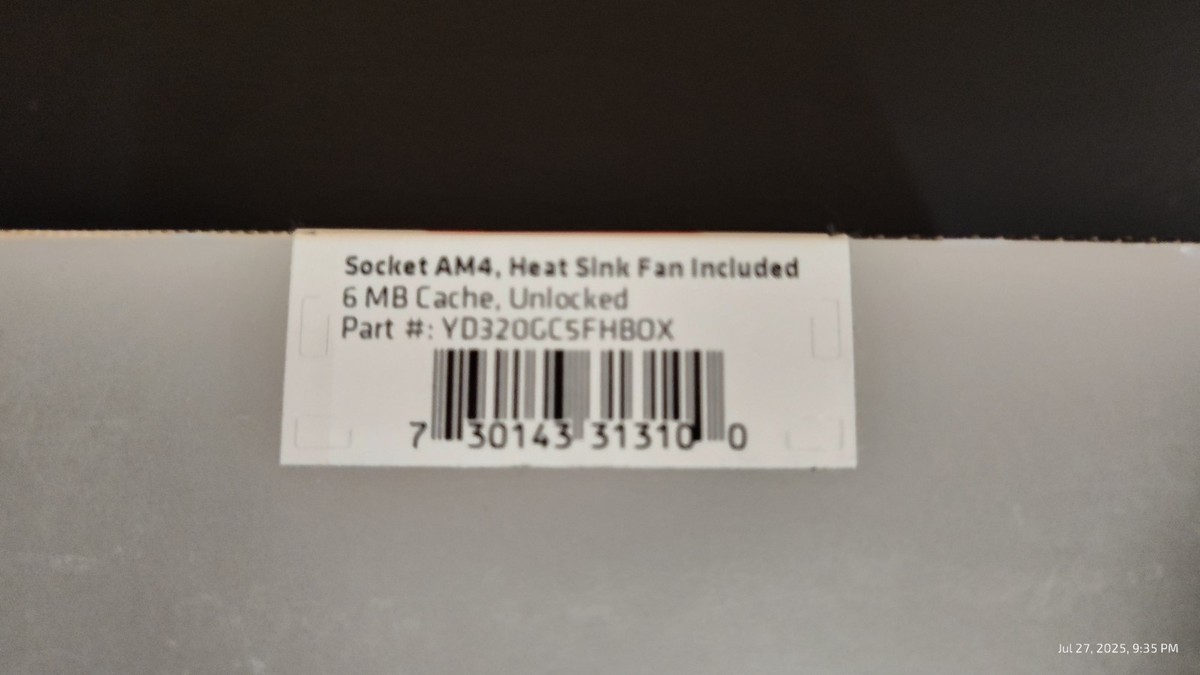 Socket AM4, Heat Sink Fan Included
6 MB Cache, Unlocked
Part #: YD320GC5FHBOX
7 30143 31310 0
Jul 27, 2025, 9:35 PM